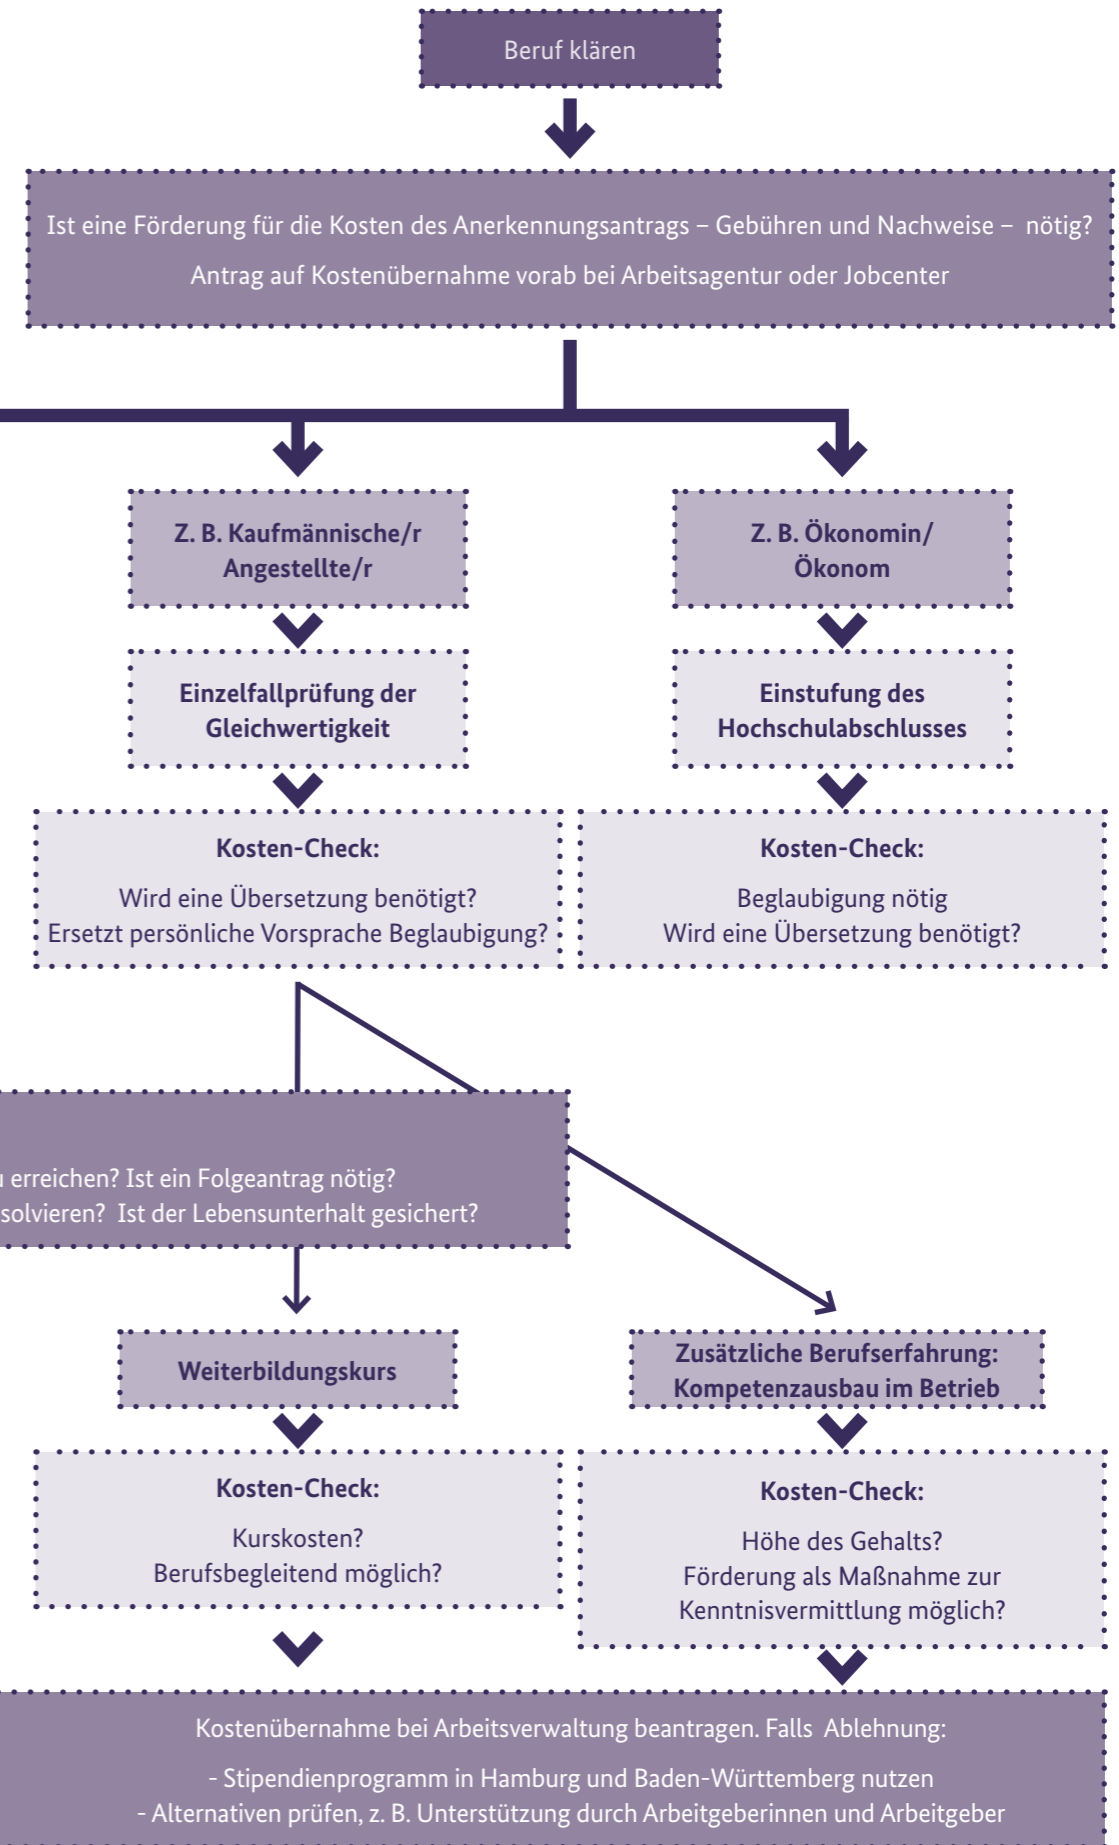 Beruf klären
Ist eine Förderung für die Kosten des Anerkennungsantrags – Gebühren und Nachweise – nötig?
Antrag auf Kostenübernahme vorab bei Arbeitsagentur oder Jobcenter
Z. B. Kaufmännische/r
Angestellte/r
Einzelfallprüfung der
Gleichwertigkeit
Kosten-Check:
Wird eine Übersetzung benötigt?
Ersetzt persönliche Vorsprache Beglaubigung?
Z. B. Ökonomin/
Ökonom
Einstufung des
Hochschulabschlusses
Kosten-Check:
Beglaubigung nötig
Wird eine Übersetzung benötigt?
erreichen? Ist ein Folgeantrag nötig?
solvieren? Ist der Lebensunterhalt gesichert?
Weiterbildungskurs
Kosten-Check:
Kurskosten?
Berufsbegleitend möglich?
Zusätzliche Berufserfahrung:
Kompetenzausbau im Betrieb
Kosten-Check:
Höhe des Gehalts?
Förderung als Maßnahme zur
Kenntnisvermittlung möglich?
Kostenübernahme bei Arbeitsverwaltung beantragen. Falls Ablehnung:
- Stipendienprogramm in Hamburg und Baden-Württemberg nutzen
- Alternativen prüfen, z. B. Unterstützung durch Arbeitgeberinnen und Arbeitgeber